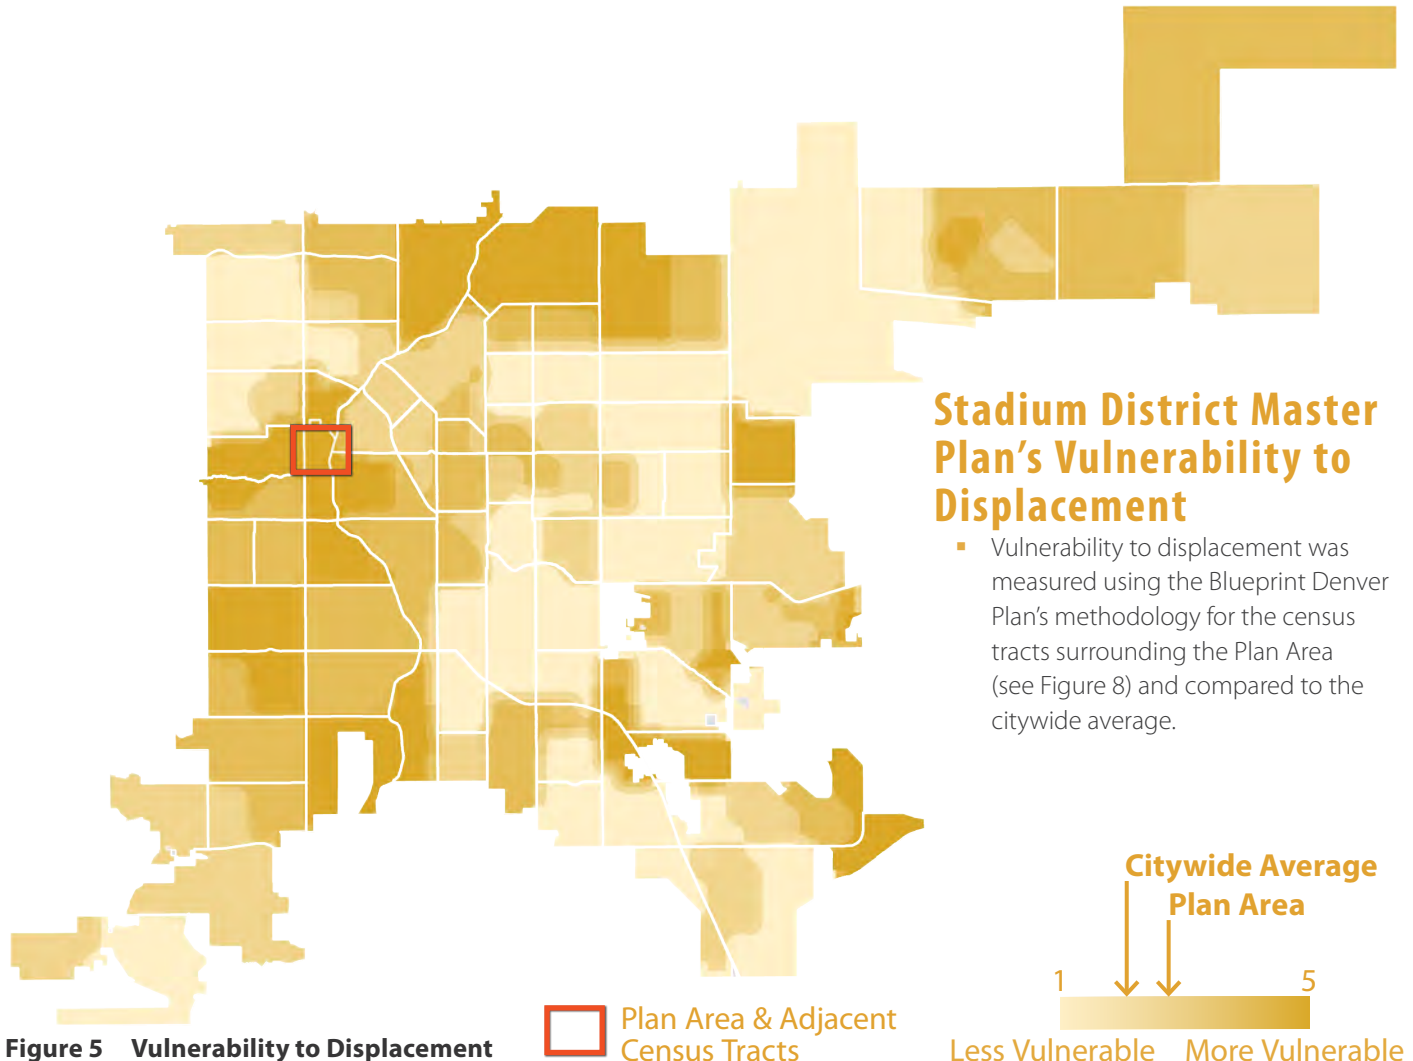 Stadium District Master
Plan’s Vulnerability to
Displacement
▪ Vulnerability to displacement was
measured using the Blueprint Denver
Plan’s methodology for the census
tracts surrounding the Plan Area
(see Figure 8) and compared to the
citywide average.
Citywide Average
Plan Area
1 5
Less Vulnerable More Vulnerable
Plan Area & Adjacent
Census Tracts
Figure 5 Vulnerability to Displacement